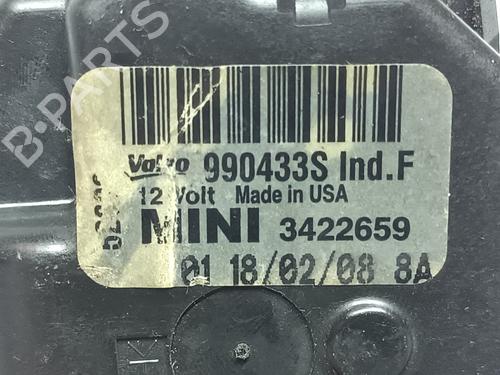 B-PARTS
Valeo 990433S Ind.F
12 Volt Made in USA
MINI 3422659
01 18/02/08 8A
K